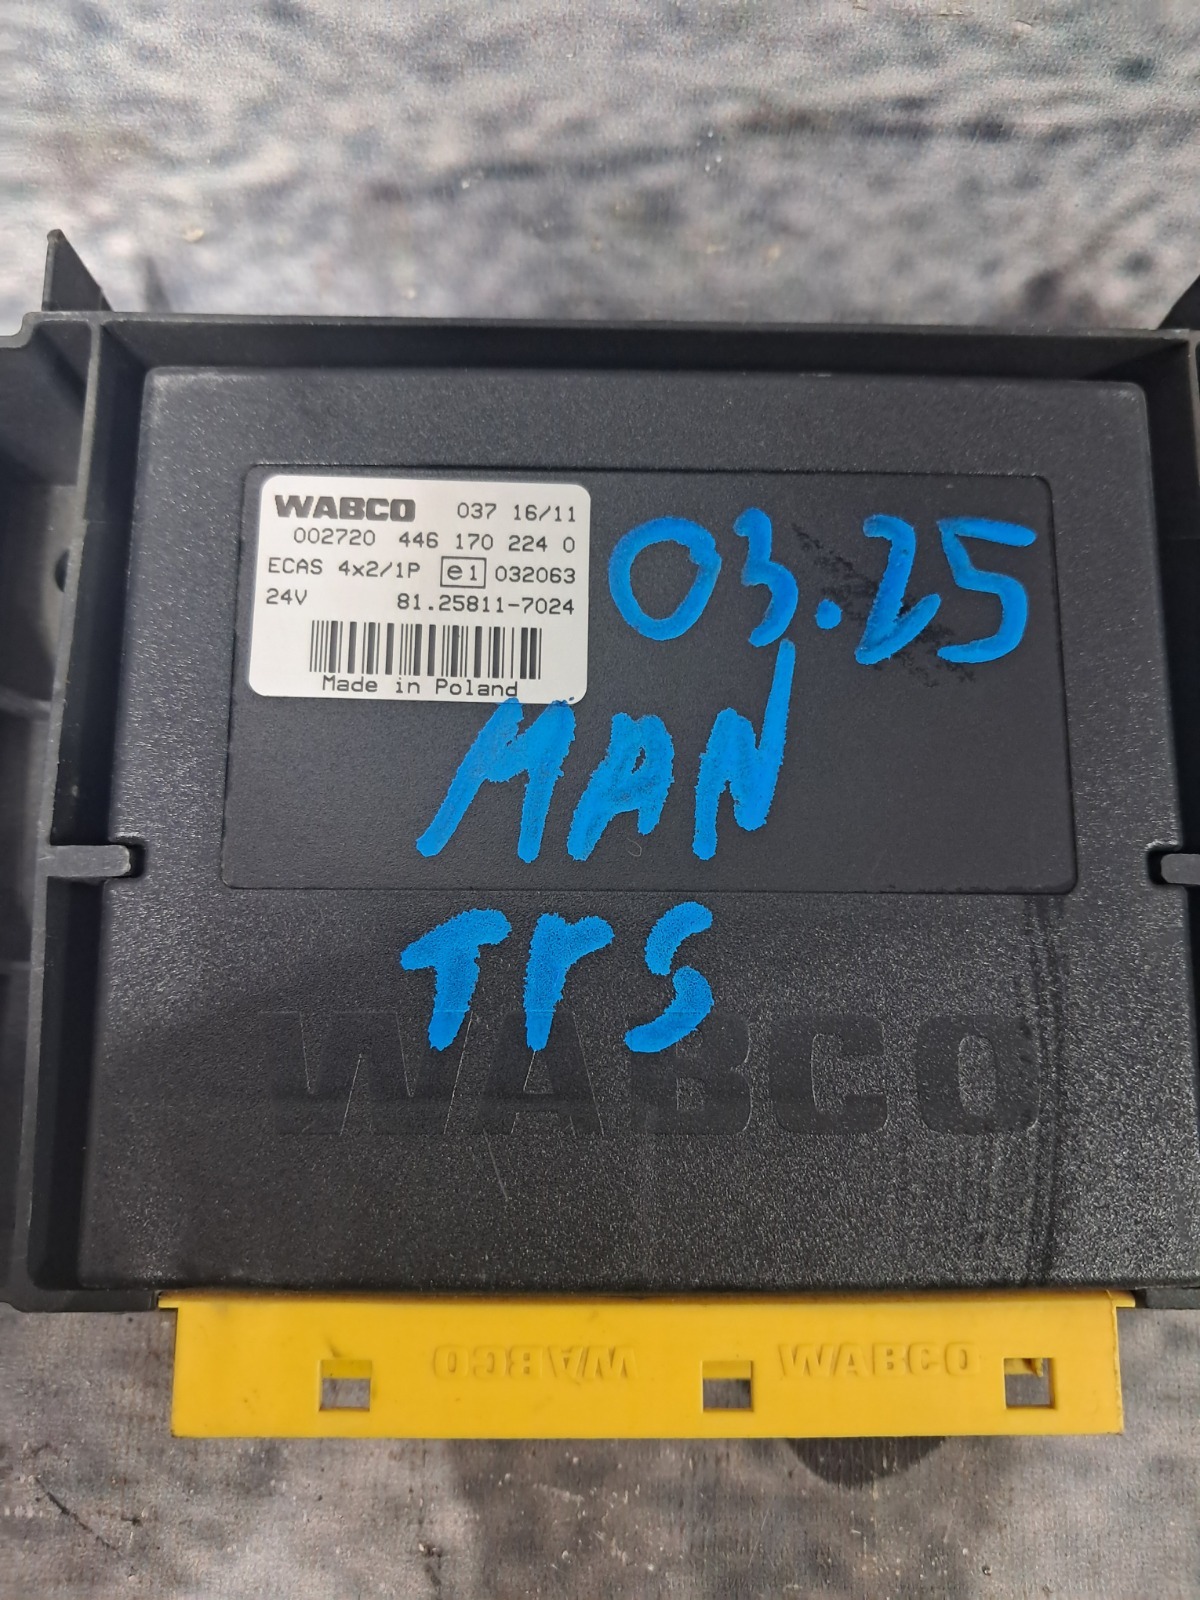 WABCO 037 16/11
002720 446 170 224 0
ECAS 4x2/1P e1 032063
24V 81.25811-7024
Made in Poland
03.25
MAN
TrS
WABCO
WABCO WABCO